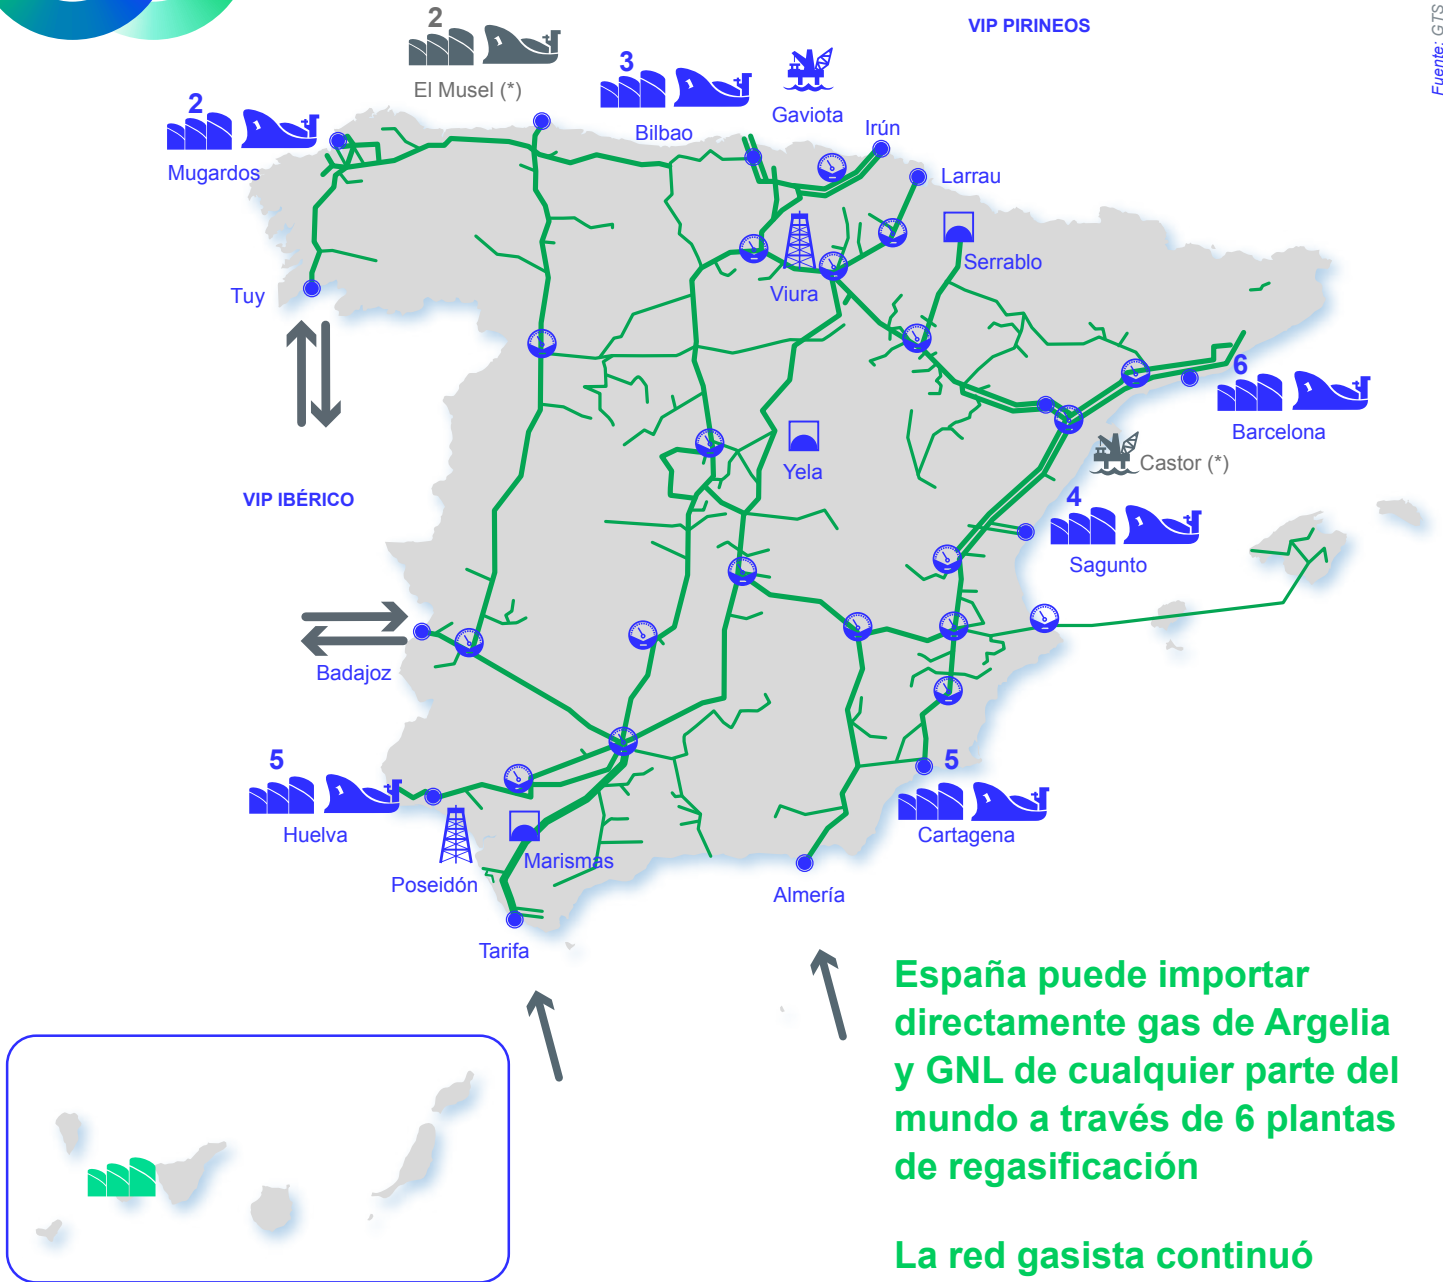 2
VIP PIRINEOS
Fuente: GTS
El Musel (*)
3
Gaviota
2
Bilbao
Irún
Mugardos
Larrau
Serrablo
Tuy
Viura
6
Barcelona
Yela
Castor (*)
VIP IBÉRICO
4
Sagunto
Badajoz
5
5
Huelva
Cartagena
Marismas
Poseidón
Almería
Tarifa
España puede importar
directamente gas de Argelia
y GNL de cualquier parte del
mundo a través de 6 plantas
de regasificación
La red gasista continuó